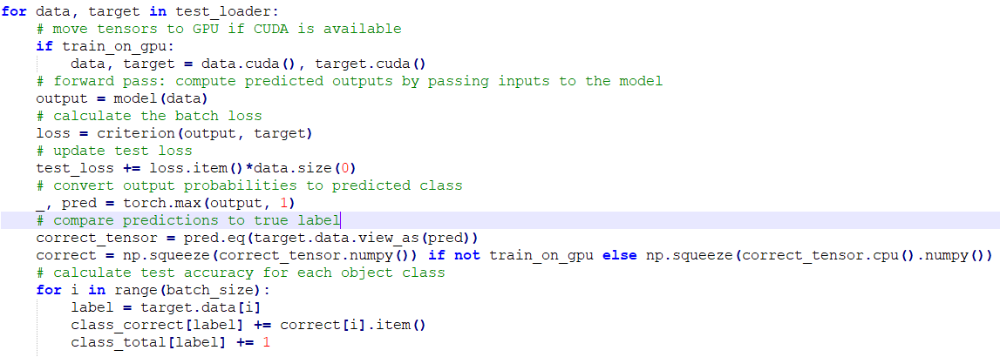 for data, target in test_loader:
    # move tensors to GPU if CUDA is available
    if train_on_gpu:
        data, target = data.cuda(), target.cuda()
    # forward pass: compute predicted outputs by passing inputs to the model
    output = model(data)
    # calculate the batch loss
    loss = criterion(output, target)
    # update test loss
    test_loss += loss.item()*data.size(0)
    # convert output probabilities to predicted class
    _, pred = torch.max(output, 1)
    # compare predictions to true label
    correct_tensor = pred.eq(target.data.view_as(pred))
    correct = np.squeeze(correct_tensor.numpy()) if not train_on_gpu else np.squeeze(correct_tensor.cpu().numpy())
    # calculate test accuracy for each object class
    for i in range(batch_size):
        label = target.data[i]
        class_correct[label] += correct[i].item()
        class_total[label] += 1